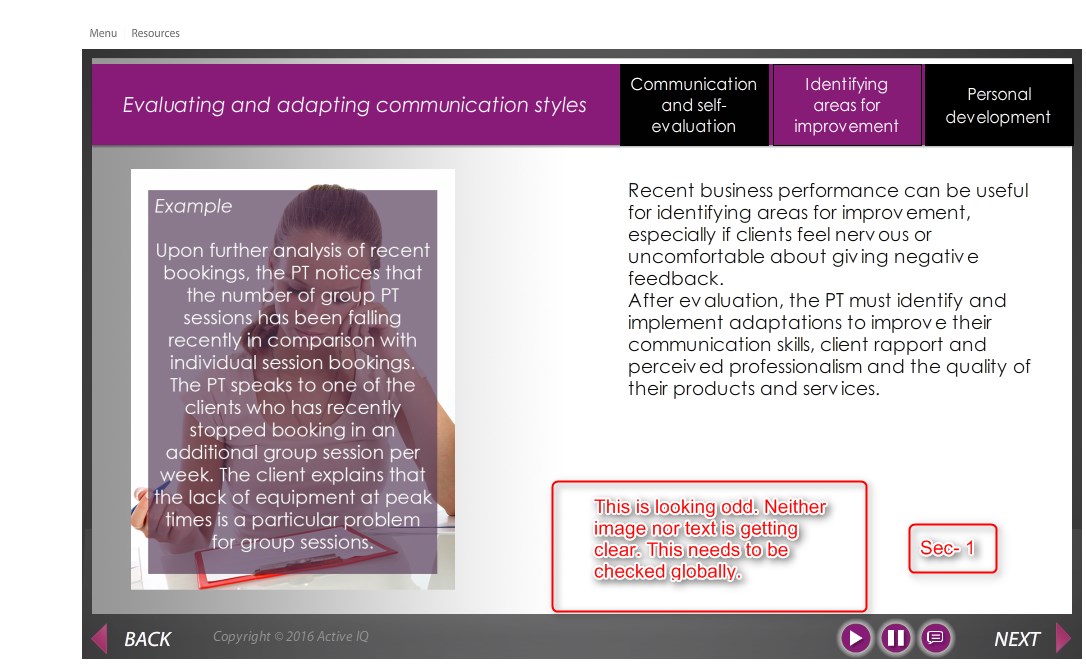 Menu Resources
Evaluating and adapting communication styles
Communication
and self-
evaluation
Identifying
areas for
improvement
Personal
development
Example
Upon further analysis of recent
bookings, the PT notices that
the number of group PT
sessions has been falling
recently in comparison with
individual session bookings.
The PT speaks to one of the
clients who has recently
stopped booking in an
additional group session per
week. The client explains that
the lack of equipment at peak
times is a particular problem
for group sessions.
Recent business performance can be useful
for identifying areas for improvement,
especially if clients feel nervous or
uncomfortable about giving negative
feedback.
After evaluation, the PT must identify and
implement adaptations to improve their
communication skills, client rapport and
perceived professionalism and the quality of
their products and services.
This is looking odd. Neither
image nor text is getting
clear. This needs to be
checked globally.
Sec- 1
BACK
Copyright © 2016 Active IQ
NEXT